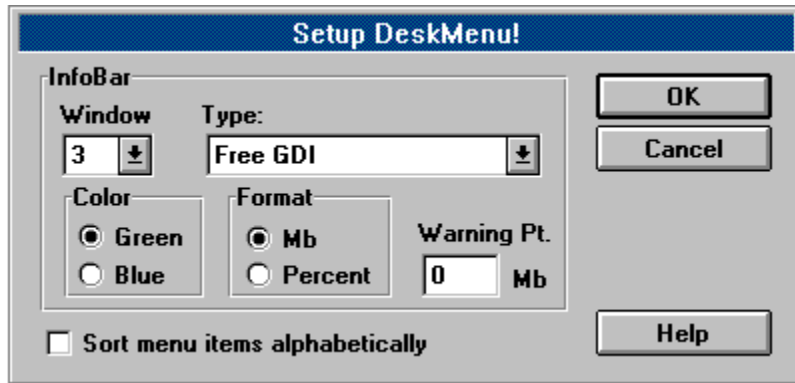 Setup DeskMenu!
InfoBar
Window
Type:
3
Free GDI
OK
Cancel
Color
Green
Blue
Format
Mb
Percent
Warning Pt.
0 Mb
Sort menu items alphabetically
Help